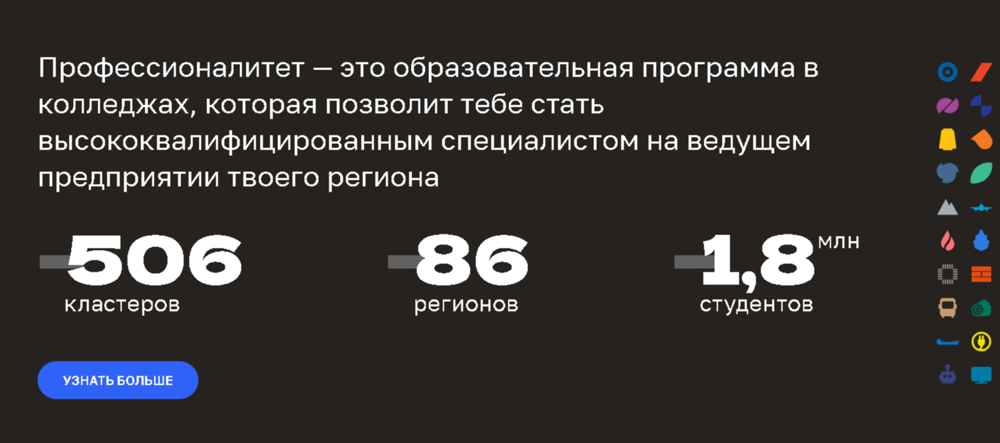 Профессионалитет — это образовательная программа в
колледжах, которая позволит тебе стать
высококвалифицированным специалистом на ведущем
предприятии твоего региона
506
кластеров
86
регионов
1,8 млн
студентов
УЗНАТЬ БОЛЬШЕ